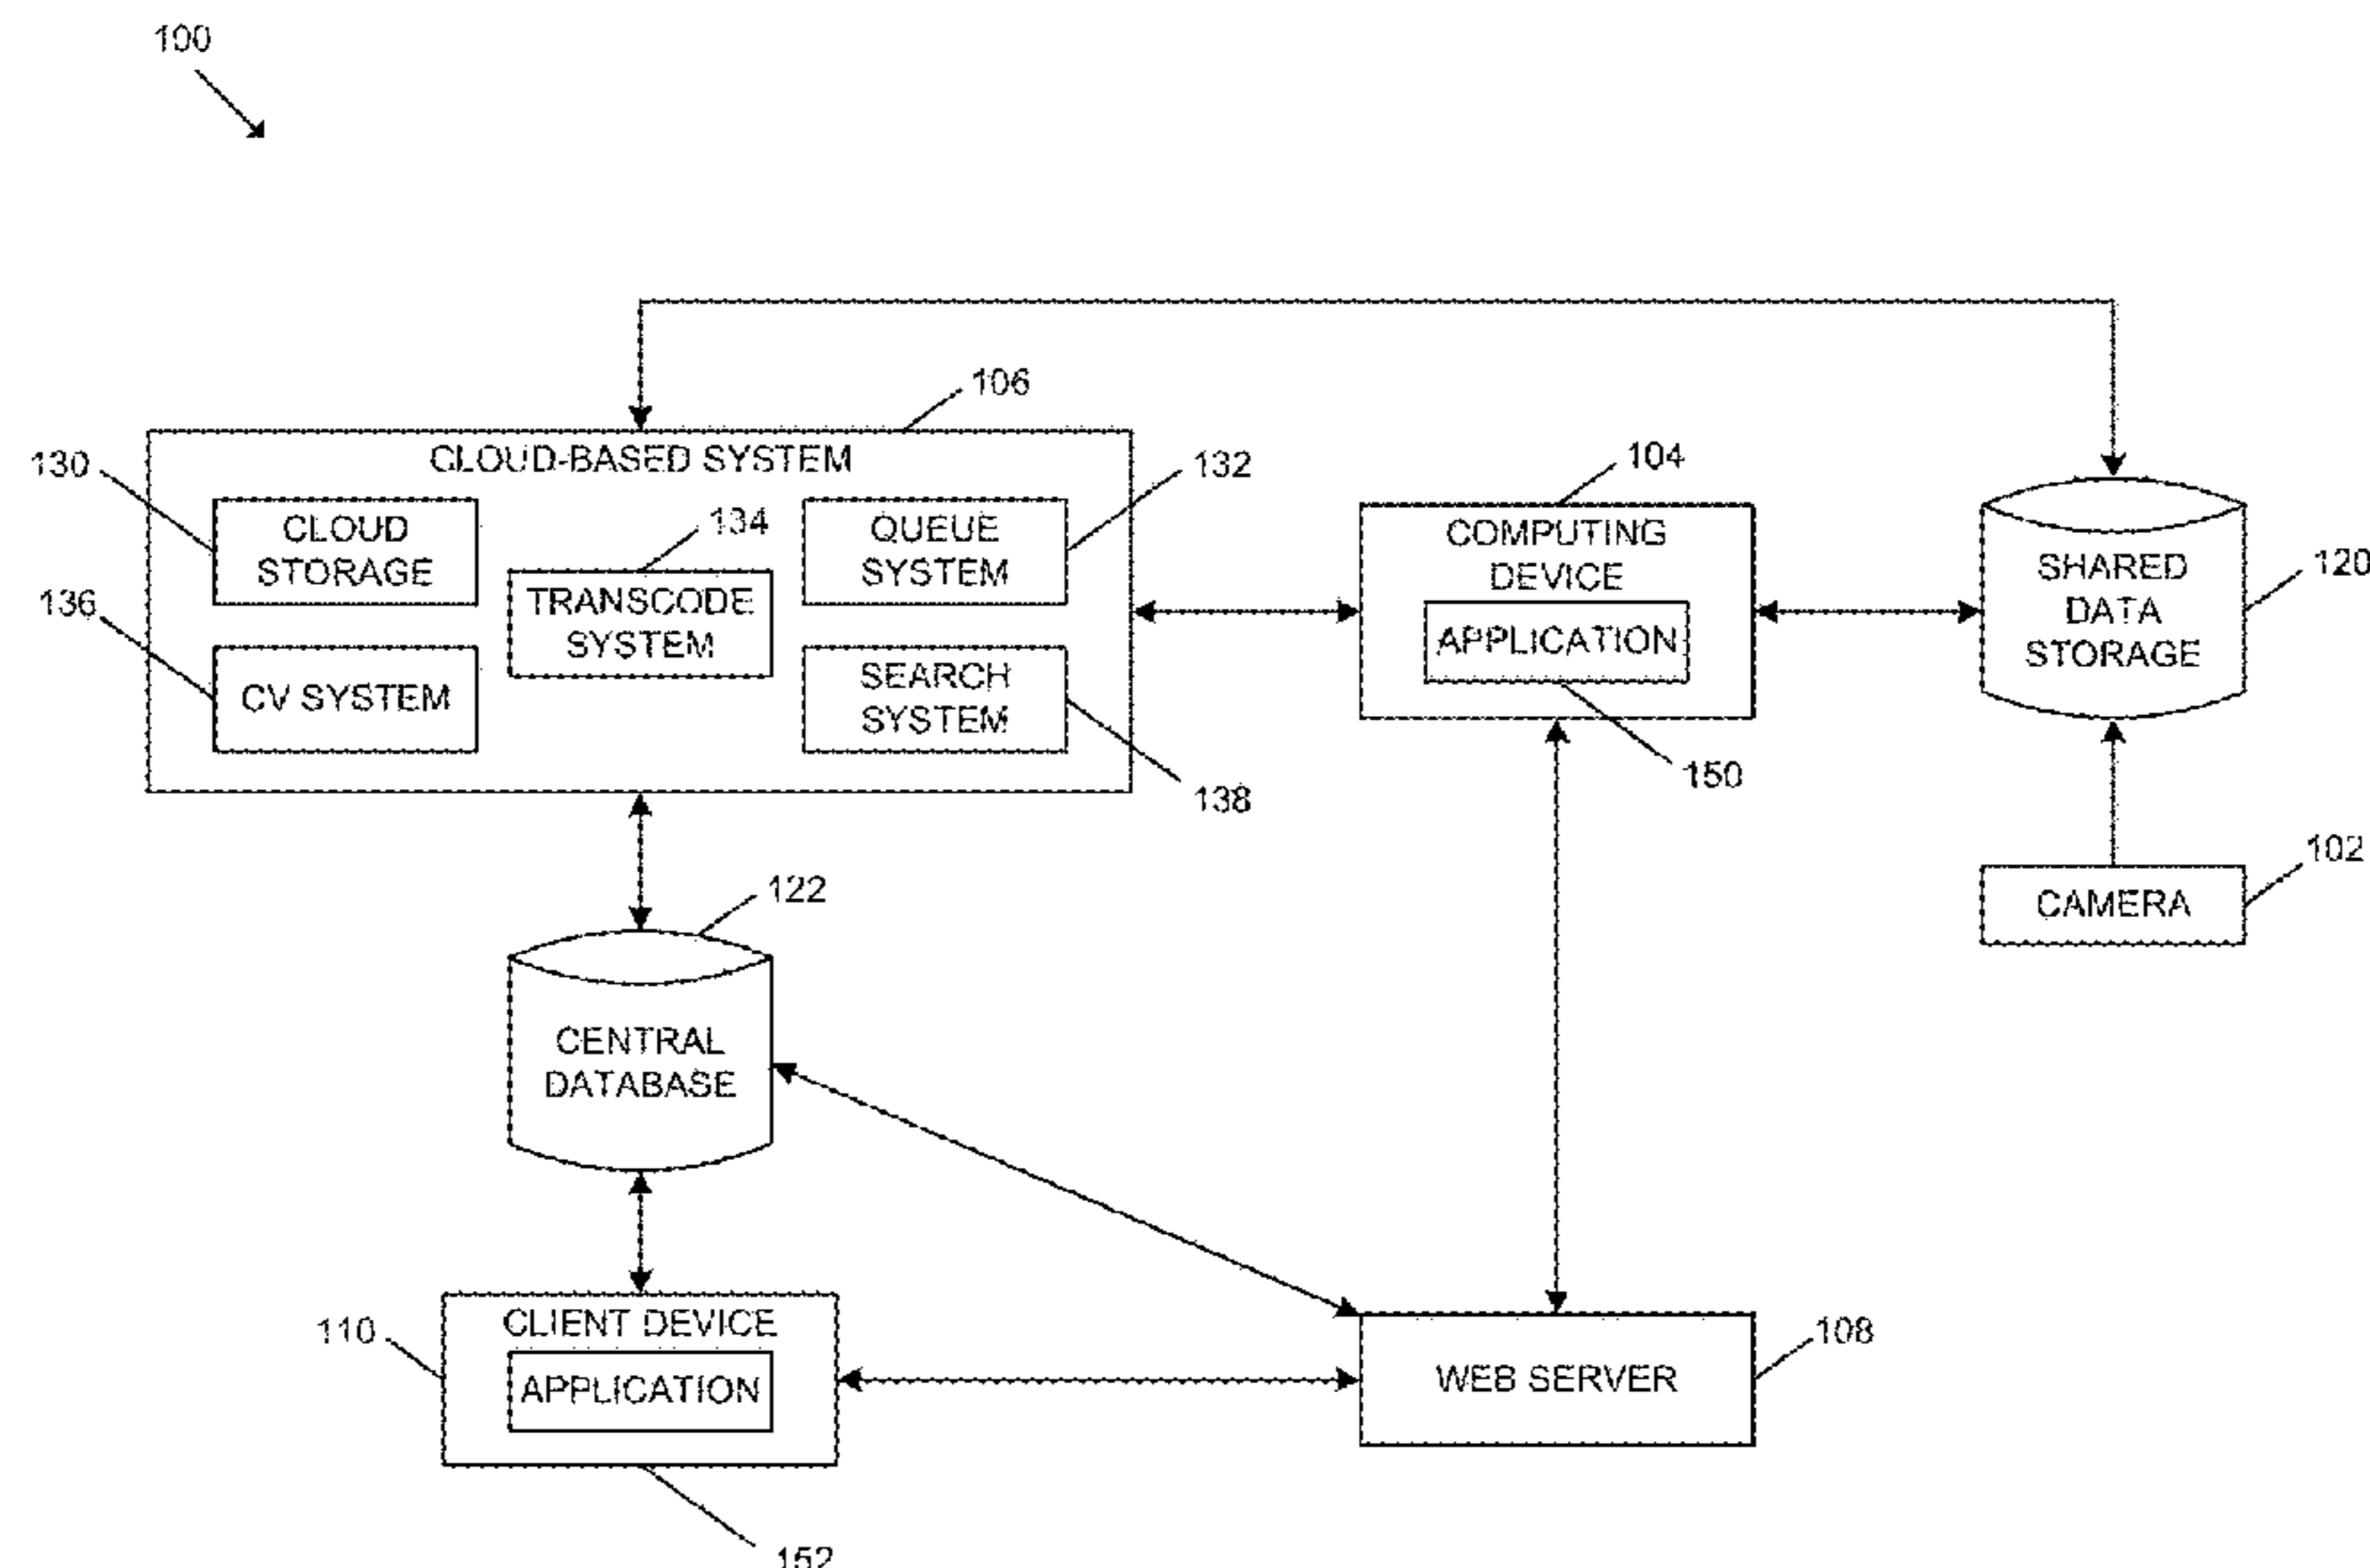 100
106
CLOUD-BASED SYSTEM
130
132
104
CLOUD
STORAGE
134
QUEUE
SYSTEM
COMPUTING
DEVICE
SHARED
DATA
STORAGE
120
136
TRANSCODE
SYSTEM
APPLICATION
CV SYSTEM
SEARCH
SYSTEM
150
138
102
CAMERA
122
CENTRAL
DATABASE
110
CLIENT DEVICE
APPLICATION
WEB SERVER
108
152